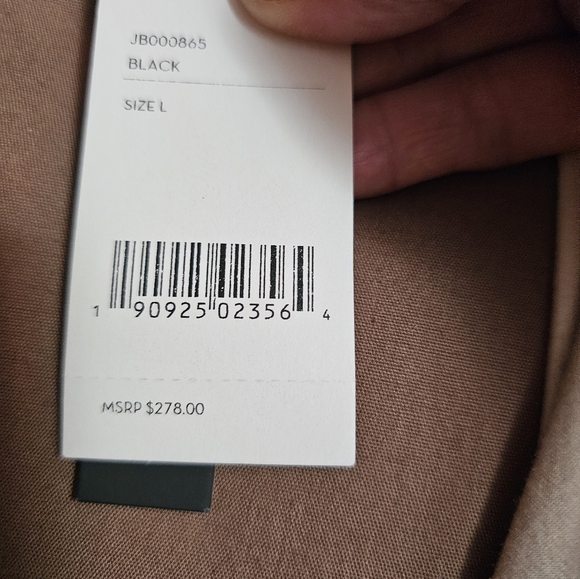 JB000865
BLACK
SIZE L
1 90925 02356 4
MSRP $278.00